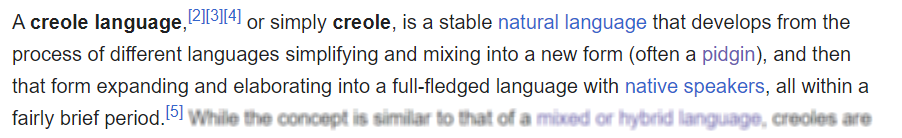 A creole language,[2][3][4] or simply creole, is a stable natural language that develops from the
process of different languages simplifying and mixing into a new form (often a pidgin), and then
that form expanding and elaborating into a full-fledged language with native speakers, all within a
fairly brief period.[5] While the concept is similar to that of a mixed or hybrid language, creoles are